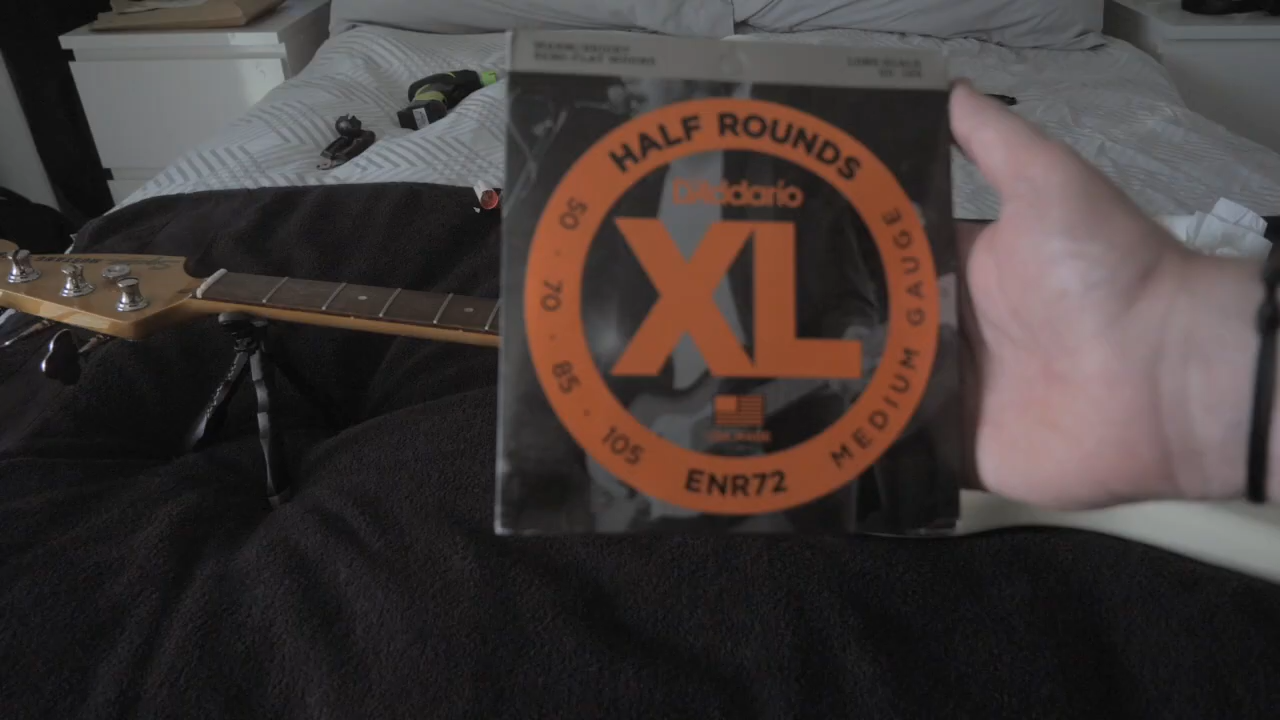 HALF ROUNDS
D'Addario
XL
50 · 70 · 85 · 105
MEDIUM GAUGE
ENR72